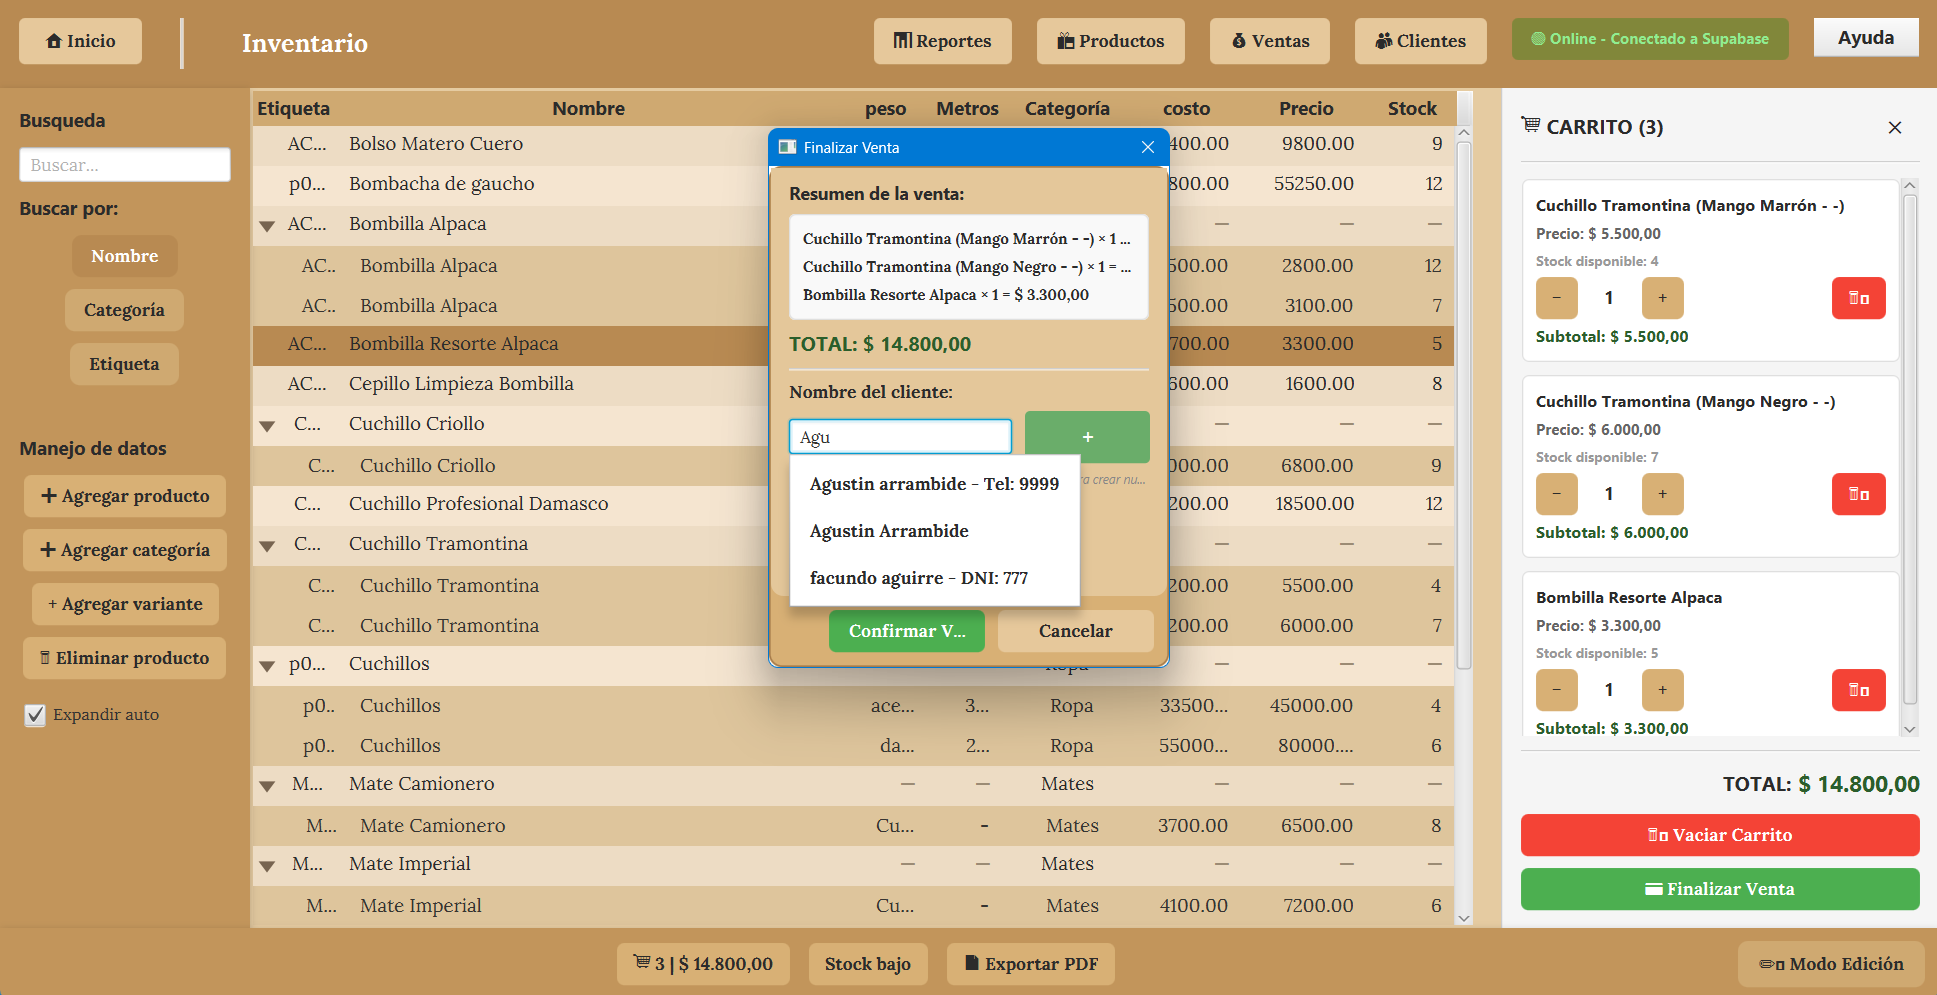 Inicio
Inventario
Reportes
Productos
Ventas
Clientes
Online - Conectado a Supabase
Ayuda
Busqueda
Buscar...
Buscar por:
Nombre
Categoría
Etiqueta
Manejo de datos
+ Agregar producto
+ Agregar categoría
+ Agregar variante
Eliminar producto
Expandir auto
Etiqueta Nombre peso Metros Categoría costo Precio Stock
AC... Bolso Matero Cuero 400.00 9800.00 9
p0... Bombacha de gaucho 800.00 55250.00 12
AC... Bombilla Alpaca — — —
AC.. Bombilla Alpaca 500.00 2800.00 12
AC.. Bombilla Alpaca 500.00 3100.00 7
AC... Bombilla Resorte Alpaca 700.00 3300.00 5
AC... Cepillo Limpieza Bombilla 600.00 1600.00 8
C... Cuchillo Criollo — — —
C... Cuchillo Criollo 000.00 6800.00 9
C... Cuchillo Profesional Damasco 200.00 18500.00 12
C... Cuchillo Tramontina — — —
C... Cuchillo Tramontina 200.00 5500.00 4
C... Cuchillo Tramontina 200.00 6000.00 7
p0... Cuchillos Ropa — — —
p0.. Cuchillos ace... 3... Ropa 33500... 45000.00 4
p0.. Cuchillos da... 2... Ropa 55000... 80000.... 6
M... Mate Camionero — — Mates — — —
M... Mate Camionero Cu... - Mates 3700.00 6500.00 8
M... Mate Imperial — — Mates — — —
M... Mate Imperial Cu... - Mates 4100.00 7200.00 6
Finalizar Venta
Resumen de la venta:
Cuchillo Tramontina (Mango Marrón - -) × 1 ...
Cuchillo Tramontina (Mango Negro - -) × 1 = ...
Bombilla Resorte Alpaca × 1 = $ 3.300,00
TOTAL: $ 14.800,00
Nombre del cliente:
Agu
+
ra crear nu...
Agustin arrambide - Tel: 9999
Agustin Arrambide
facundo aguirre - DNI: 777
Confirmar V...
Cancelar
CARRITO (3)
Cuchillo Tramontina (Mango Marrón - -)
Precio: $ 5.500,00
Stock disponible: 4
− 1 +
Subtotal: $ 5.500,00
Cuchillo Tramontina (Mango Negro - -)
Precio: $ 6.000,00
Stock disponible: 7
− 1 +
Subtotal: $ 6.000,00
Bombilla Resorte Alpaca
Precio: $ 3.300,00
Stock disponible: 5
− 1 +
Subtotal: $ 3.300,00
TOTAL: $ 14.800,00
Vaciar Carrito
Finalizar Venta
3 | $ 14.800,00
Stock bajo
Exportar PDF
Modo Edición